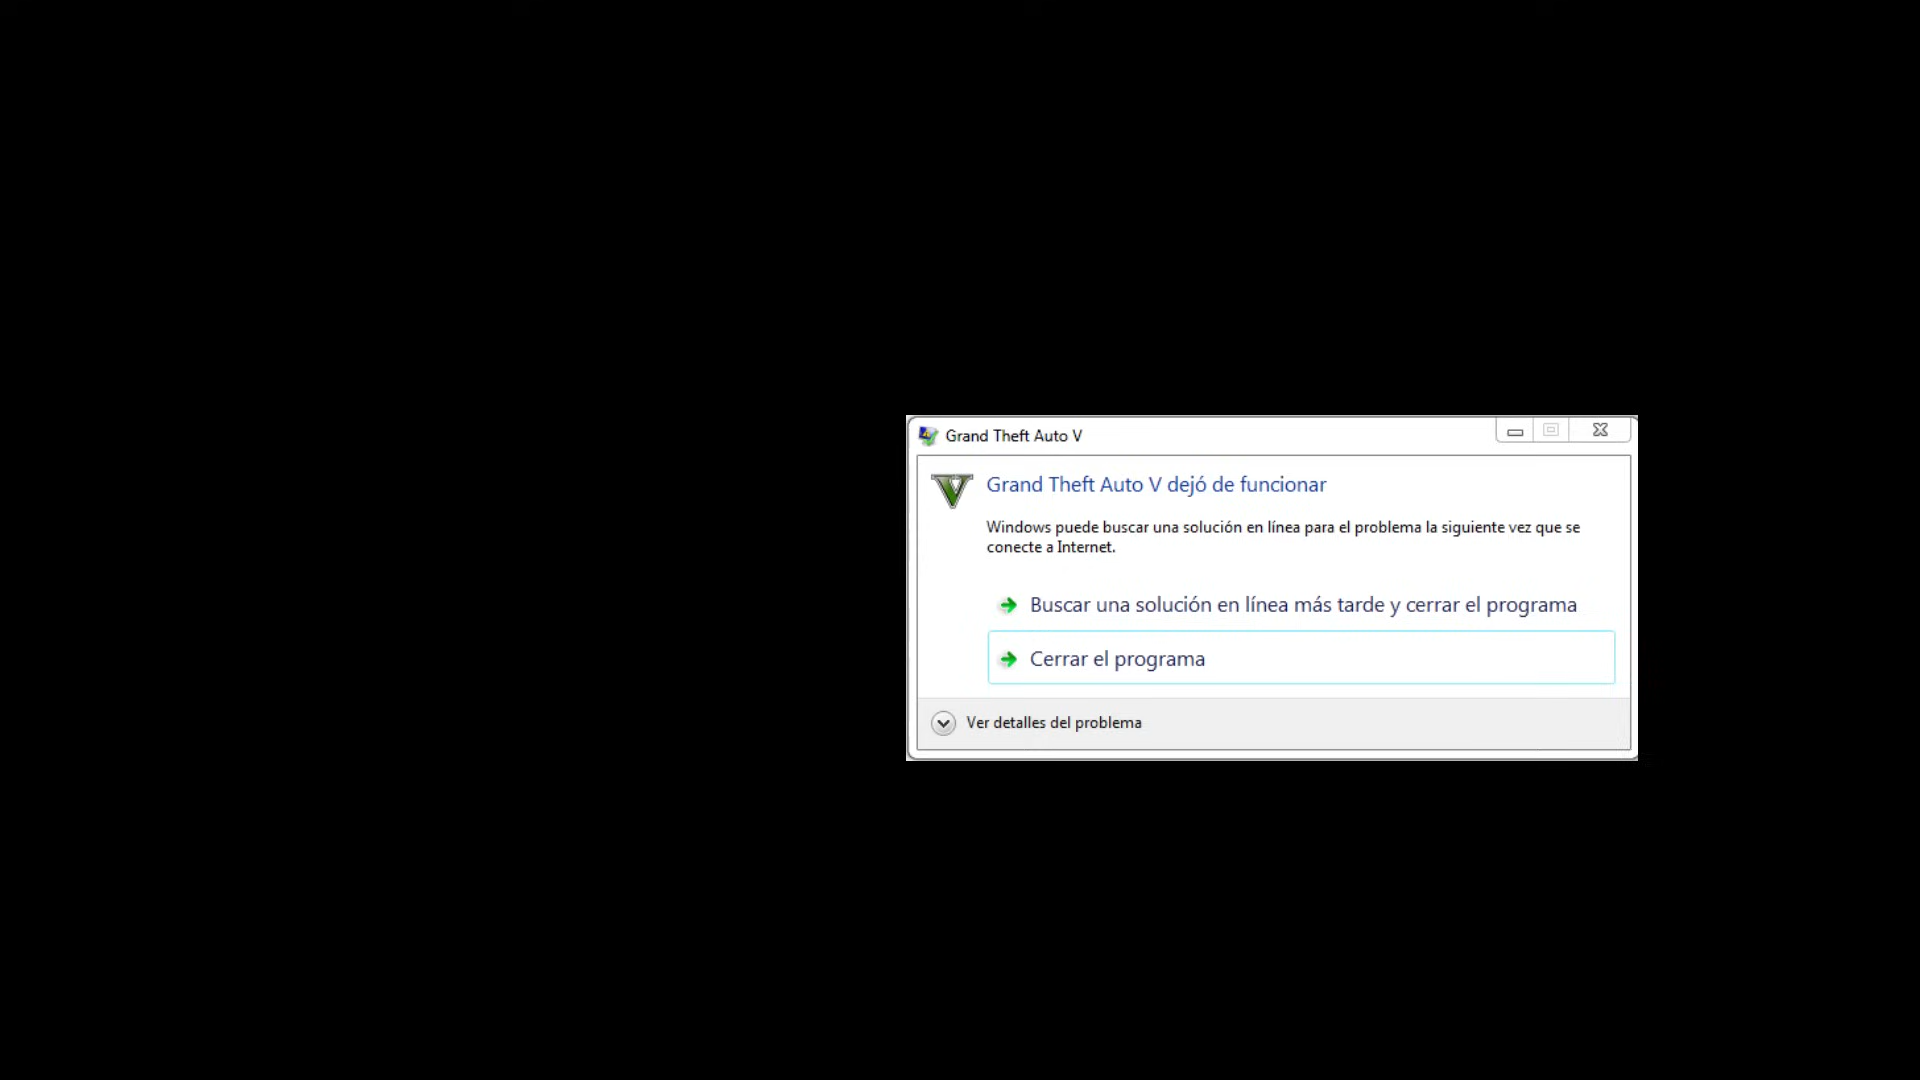 Grand Theft Auto V
Grand Theft Auto V dejó de funcionar
Windows puede buscar una solución en línea para el problema la siguiente vez que se
conecte a Internet.
Buscar una solución en línea más tarde y cerrar el programa
Cerrar el programa
Ver detalles del problema